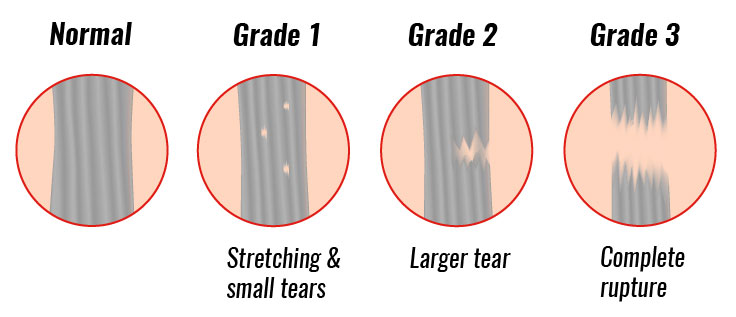 Normal
Grade 1
Grade 2
Grade 3
Stretching &
small tears
Larger tear
Complete
rupture